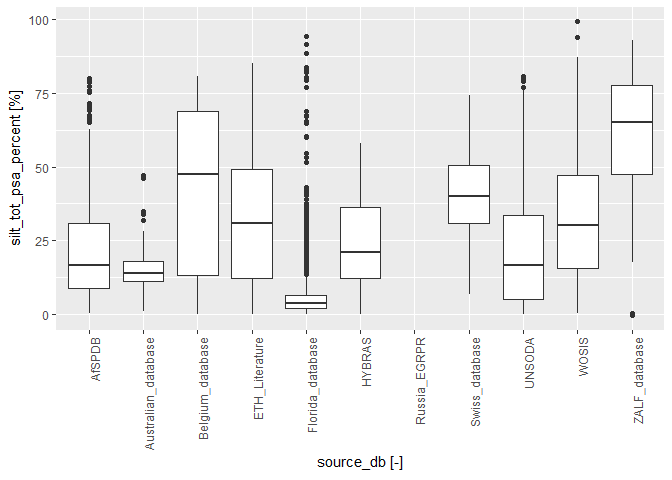 silt_tot_psa_percent [%]
100
75
50
25
0
AfSPDB
Australian_database
Belgium_database
ETH_Literature
Florida_database
HYBRAS
Russia_EGRPR
Swiss_database
UNSODA
WOSIS
ZALF_database
source_db [-]